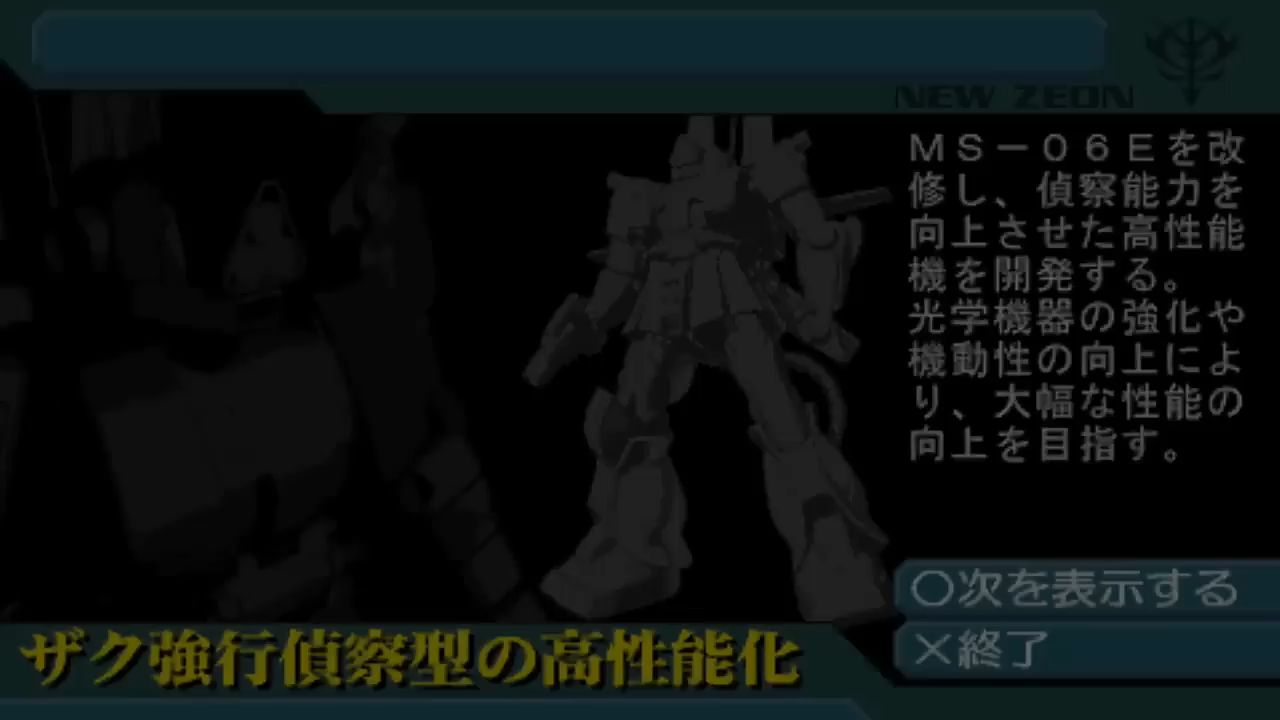 NEW ZEON
MS－06Eを改
修し、偵察能力を
向上させた高性能
機を開発する。
光学機器の強化や
機動性の向上によ
り、大幅な性能の
向上を目指す。
○次を表示する
×終了
ザク強行偵察型の高性能化